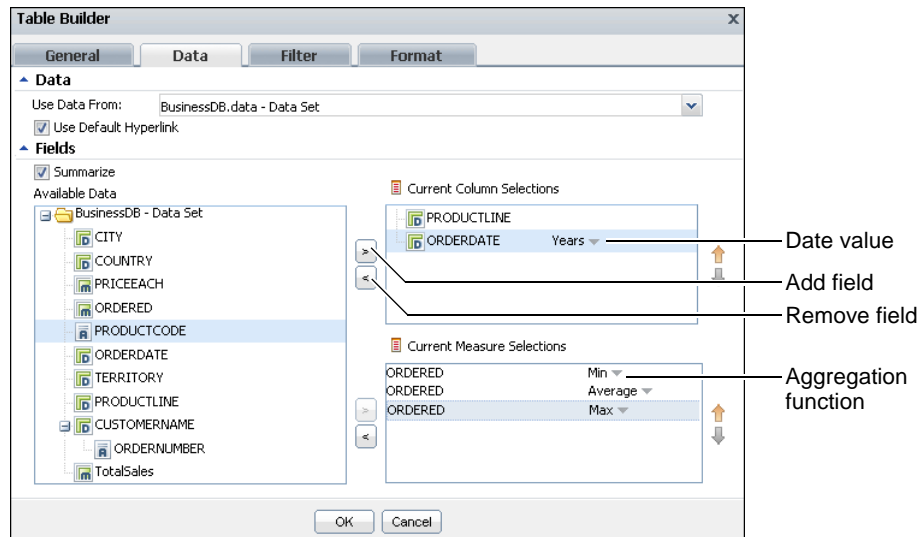 Table Builder
x
General
Data
Filter
Format
Data
Use Data From:
BusinessDB.data - Data Set
Use Default Hyperlink
Fields
Summarize
Available Data
BusinessDB - Data Set
CITY
COUNTRY
PRICEEACH
ORDERED
PRODUCTCODE
ORDERDATE
TERRITORY
PRODUCTLINE
CUSTOMERNAME
ORDERNUMBER
TotalSales
>
<
>
<
Current Column Selections
PRODUCTLINE
ORDERDATE Years
Current Measure Selections
ORDERED Min
ORDERED Average
ORDERED Max
OK
Cancel
Date value
Add field
Remove field
Aggregation
function